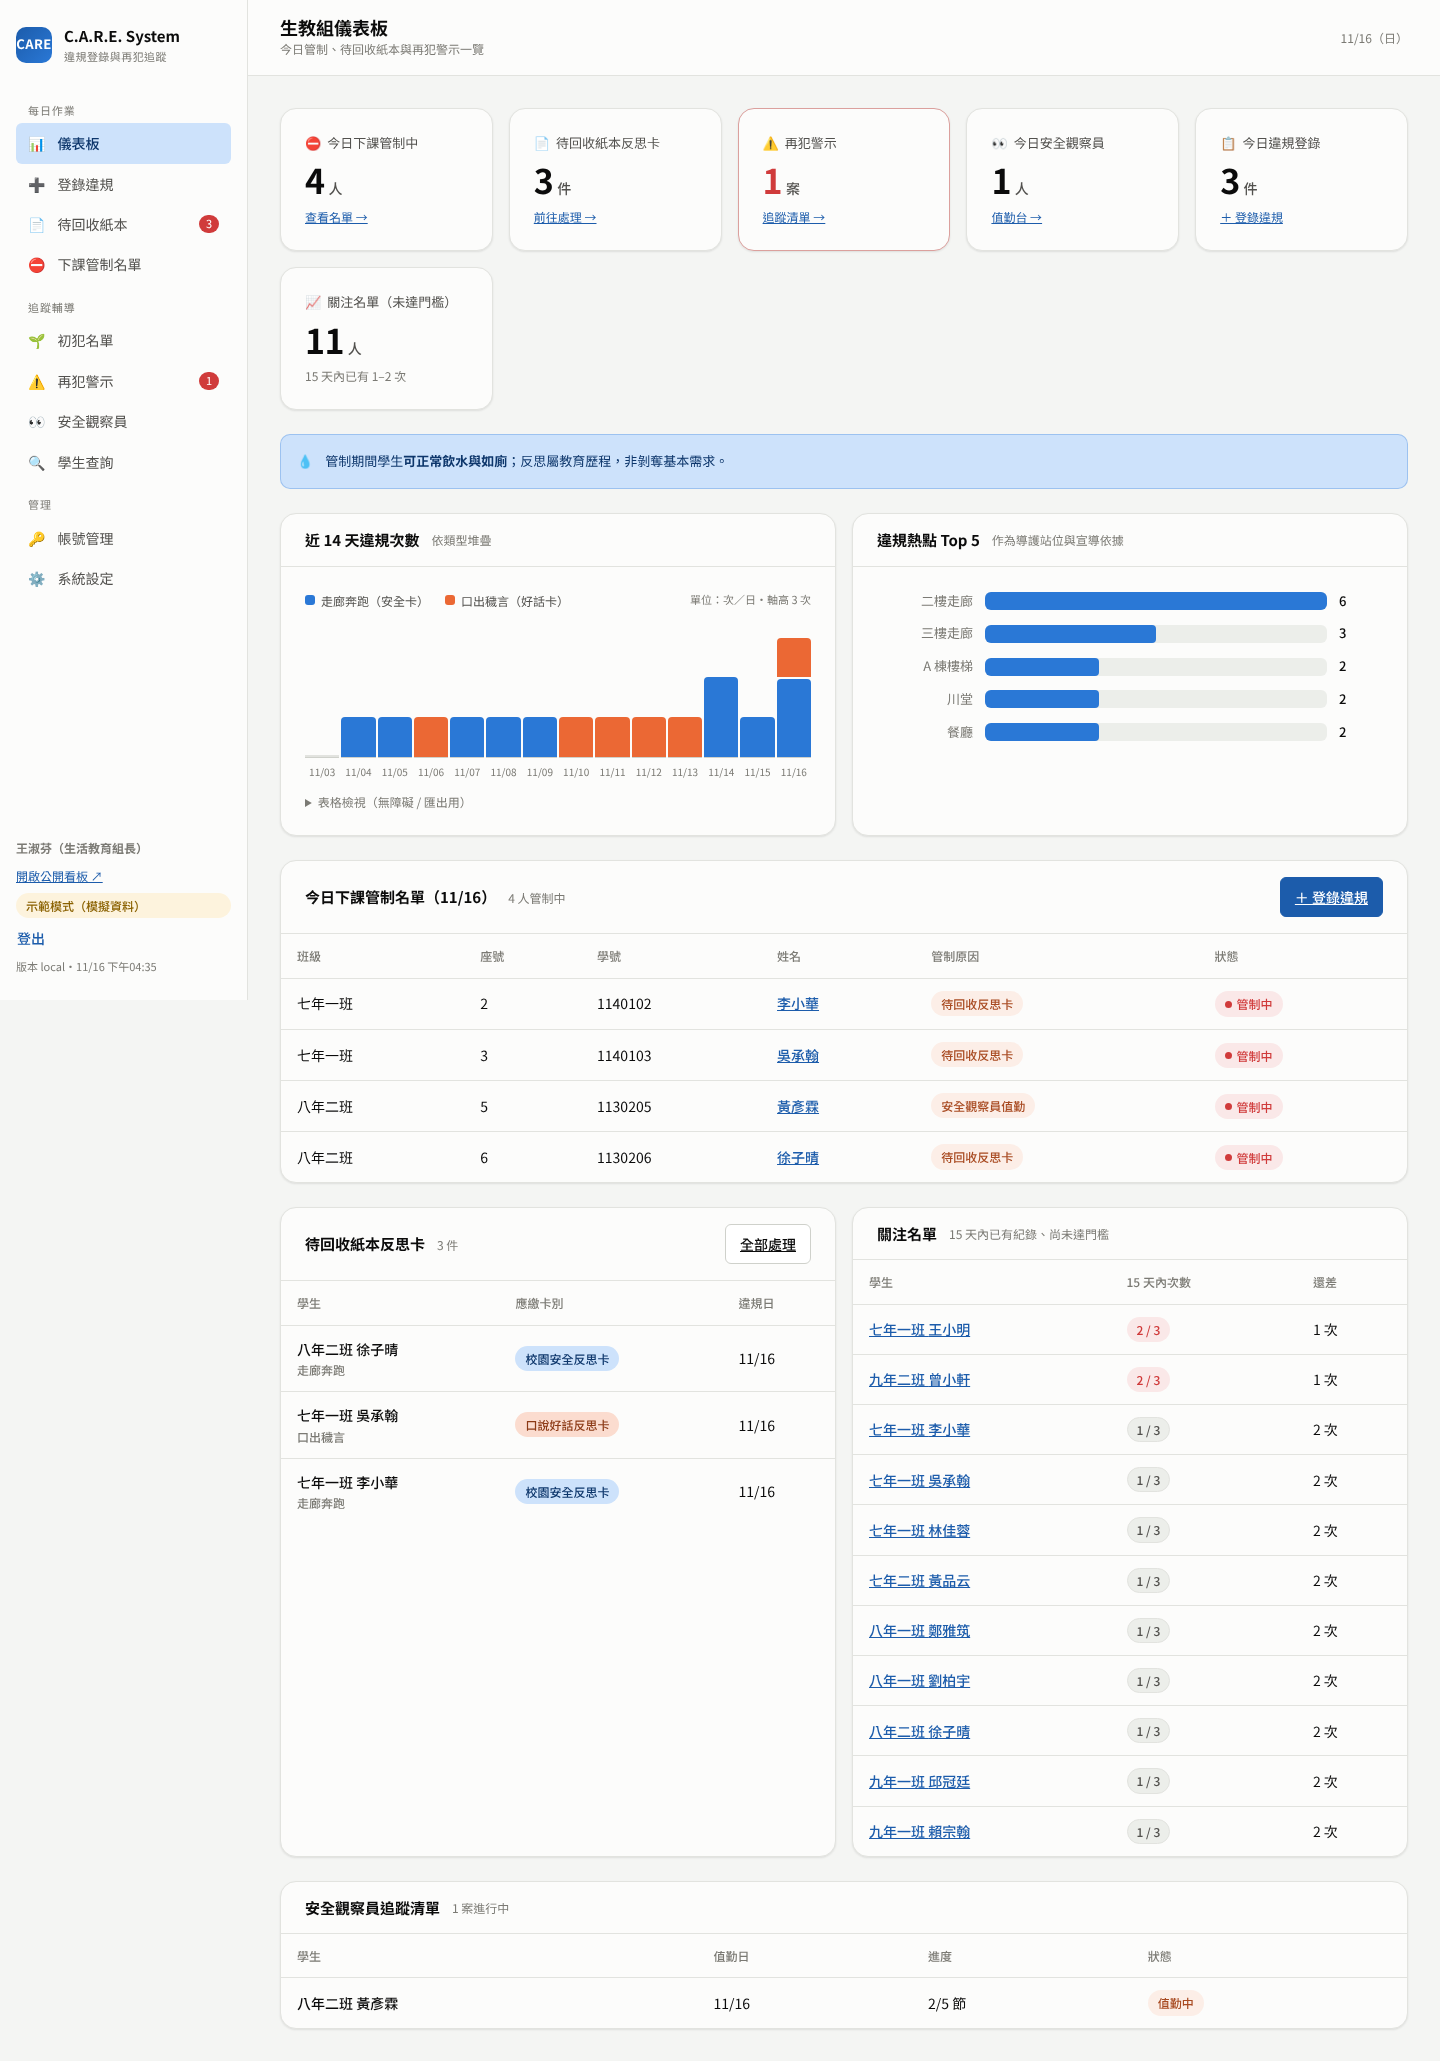 CARE
C.A.R.E. System
違規登錄與再犯追蹤
每日作業
儀表板
登錄違規
待回收紙本 3
下課管制名單
追蹤輔導
初犯名單
再犯警示 1
安全觀察員
學生查詢
管理
帳號管理
系統設定
王淑芬（生活教育組長）
開啟公開看板 ↗
示範模式（模擬資料）
登出
版本 local・11/16 下午04:35
生教組儀表板
今日管制、待回收紙本與再犯警示一覽
11/16（日）
今日下課管制中
4 人
查看名單 →
待回收紙本反思卡
3 件
前往處理 →
再犯警示
1 案
追蹤清單 →
今日安全觀察員
1 人
值勤台 →
今日違規登錄
3 件
＋ 登錄違規
關注名單（未達門檻）
11 人
15 天內已有 1–2 次
管制期間學生可正常飲水與如廁；反思屬教育歷程，非剝奪基本需求。
近 14 天違規次數 依類型堆疊
走廊奔跑（安全卡） 口出穢言（好話卡） 單位：次／日・軸高 3 次
11/03 11/04 11/05 11/06 11/07 11/08 11/09 11/10 11/11 11/12 11/13 11/14 11/15 11/16
▶ 表格檢視（無障礙 / 匯出用）
違規熱點 Top 5 作為導護站位與宣導依據
二樓走廊 6
三樓走廊 3
A 棟樓梯 2
川堂 2
餐廳 2
今日下課管制名單（11/16） 4 人管制中
＋ 登錄違規
班級 座號 學號 姓名 管制原因 狀態
七年一班 2 1140102 李小華 待回收反思卡 管制中
七年一班 3 1140103 吳承翰 待回收反思卡 管制中
八年二班 5 1130205 黃彥霖 安全觀察員值勤 管制中
八年二班 6 1130206 徐子晴 待回收反思卡 管制中
待回收紙本反思卡 3 件
全部處理
學生 應繳卡別 違規日
八年二班 徐子晴 校園安全反思卡 11/16
走廊奔跑
七年一班 吳承翰 口說好話反思卡 11/16
口出穢言
七年一班 李小華 校園安全反思卡 11/16
走廊奔跑
關注名單 15 天內已有紀錄、尚未達門檻
學生 15 天內次數 還差
七年一班 王小明 2 / 3 1 次
九年二班 曾小軒 2 / 3 1 次
七年一班 李小華 1 / 3 2 次
七年一班 吳承翰 1 / 3 2 次
七年一班 林佳蓉 1 / 3 2 次
七年二班 黃品云 1 / 3 2 次
八年一班 鄭雅筑 1 / 3 2 次
八年一班 劉柏宇 1 / 3 2 次
八年二班 徐子晴 1 / 3 2 次
九年一班 邱冠廷 1 / 3 2 次
九年一班 賴宗翰 1 / 3 2 次
安全觀察員追蹤清單 1 案進行中
學生 值勤日 進度 狀態
八年二班 黃彥霖 11/16 2/5 節 值勤中